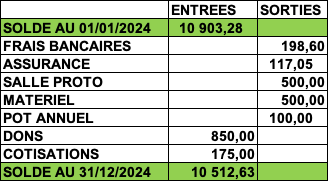 ENTREES SORTIES
SOLDE AU 01/01/2024 10 903,28
FRAIS BANCAIRES 198,60
ASSURANCE 117,05
SALLE PROTO 500,00
MATERIEL 500,00
POT ANNUEL 100,00
DONS 850,00
COTISATIONS 175,00
SOLDE AU 31/12/2024 10 512,63